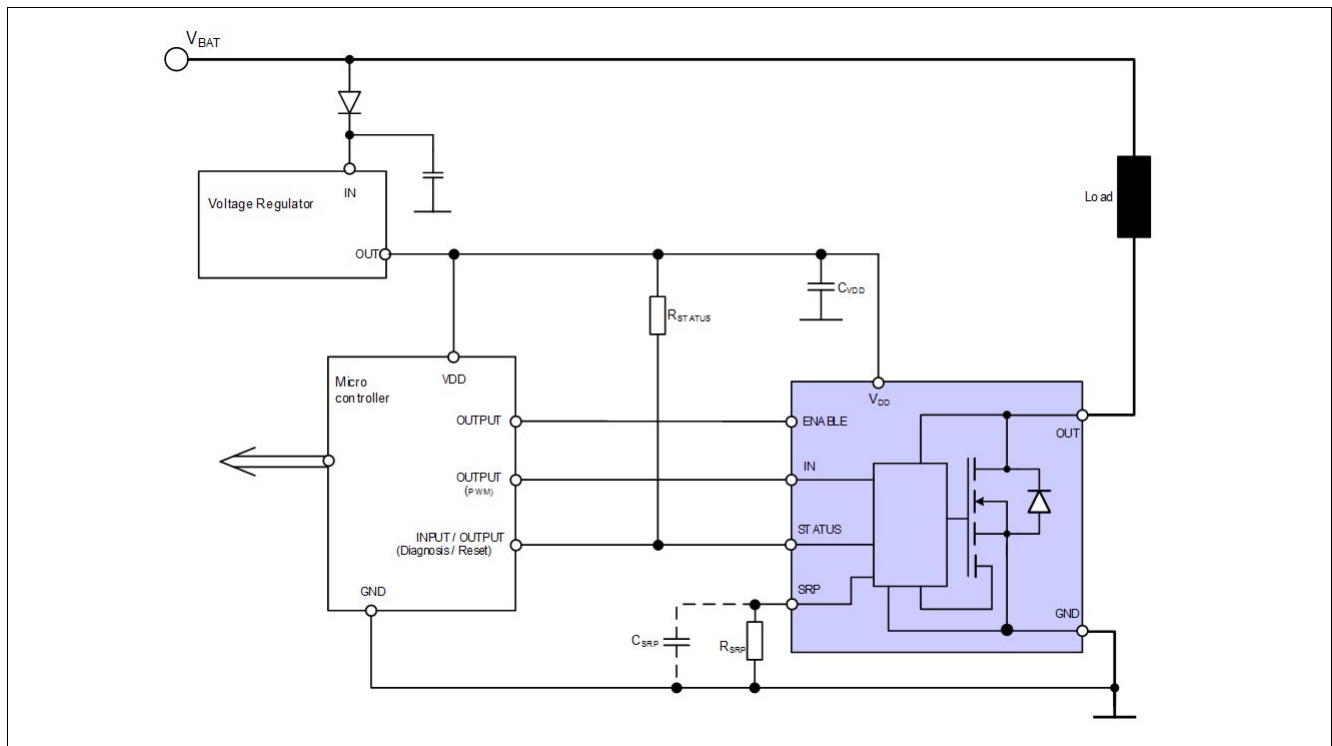 VBAT
IN
Voltage Regulator
OUT
Load
CVDD
RSTATUS
VDD
Micro
controller
VDD
OUTPUT
ENABLE
OUT
OUTPUT
(PWM)
IN
INPUT / OUTPUT
(Diagnosis / Reset)
STATUS
SRP
GND
GND
CSRP
RSRP